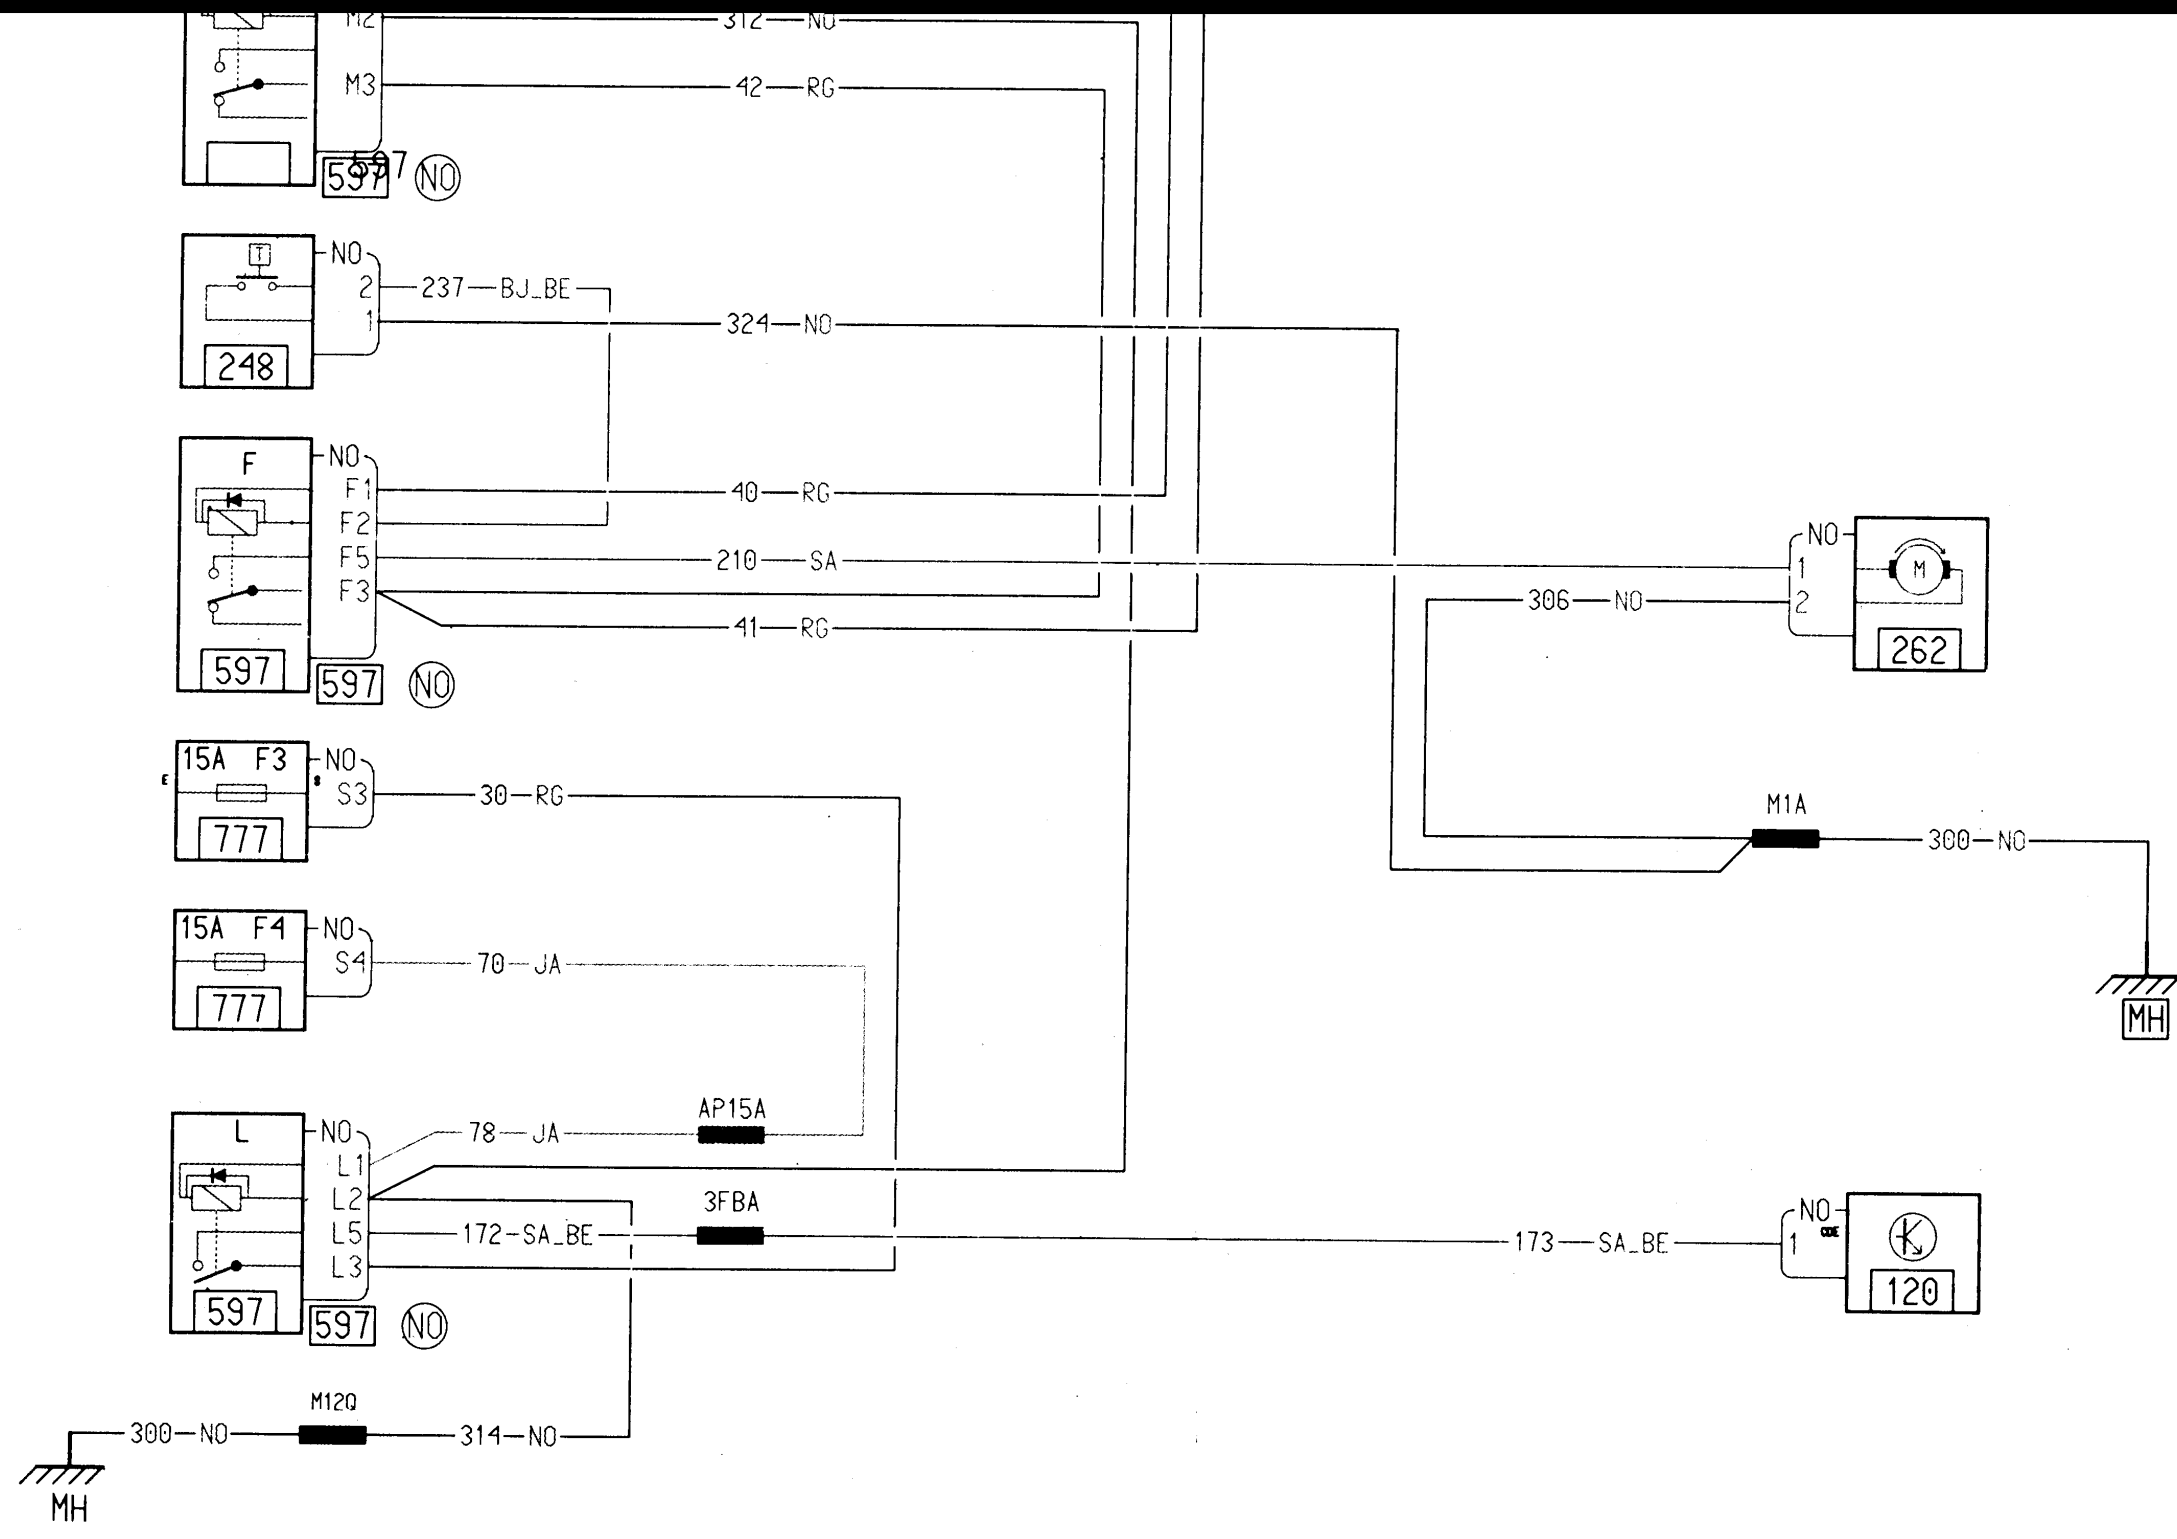 M2 312 NO
M3 42 RG
597 597 NO
T NO
2 237 BJ_BE
1 324 NO
248
F NO
F1 40 RG
F2
F5 210 SA
F3
41 RG
597 597 NO
NO
1 M
306 NO 2
262
15A F3 NO
E S3 30 RG
777
M1A
300 NO
MH
15A F4 NO
S4 70 JA
777
AP15A
L NO 78 JA
L1
L2 3FBA
L5 172 SA_BE
L3
597 597 NO
NO
173 SA_BE 1
120
M12Q
300 NO 314 NO
MH